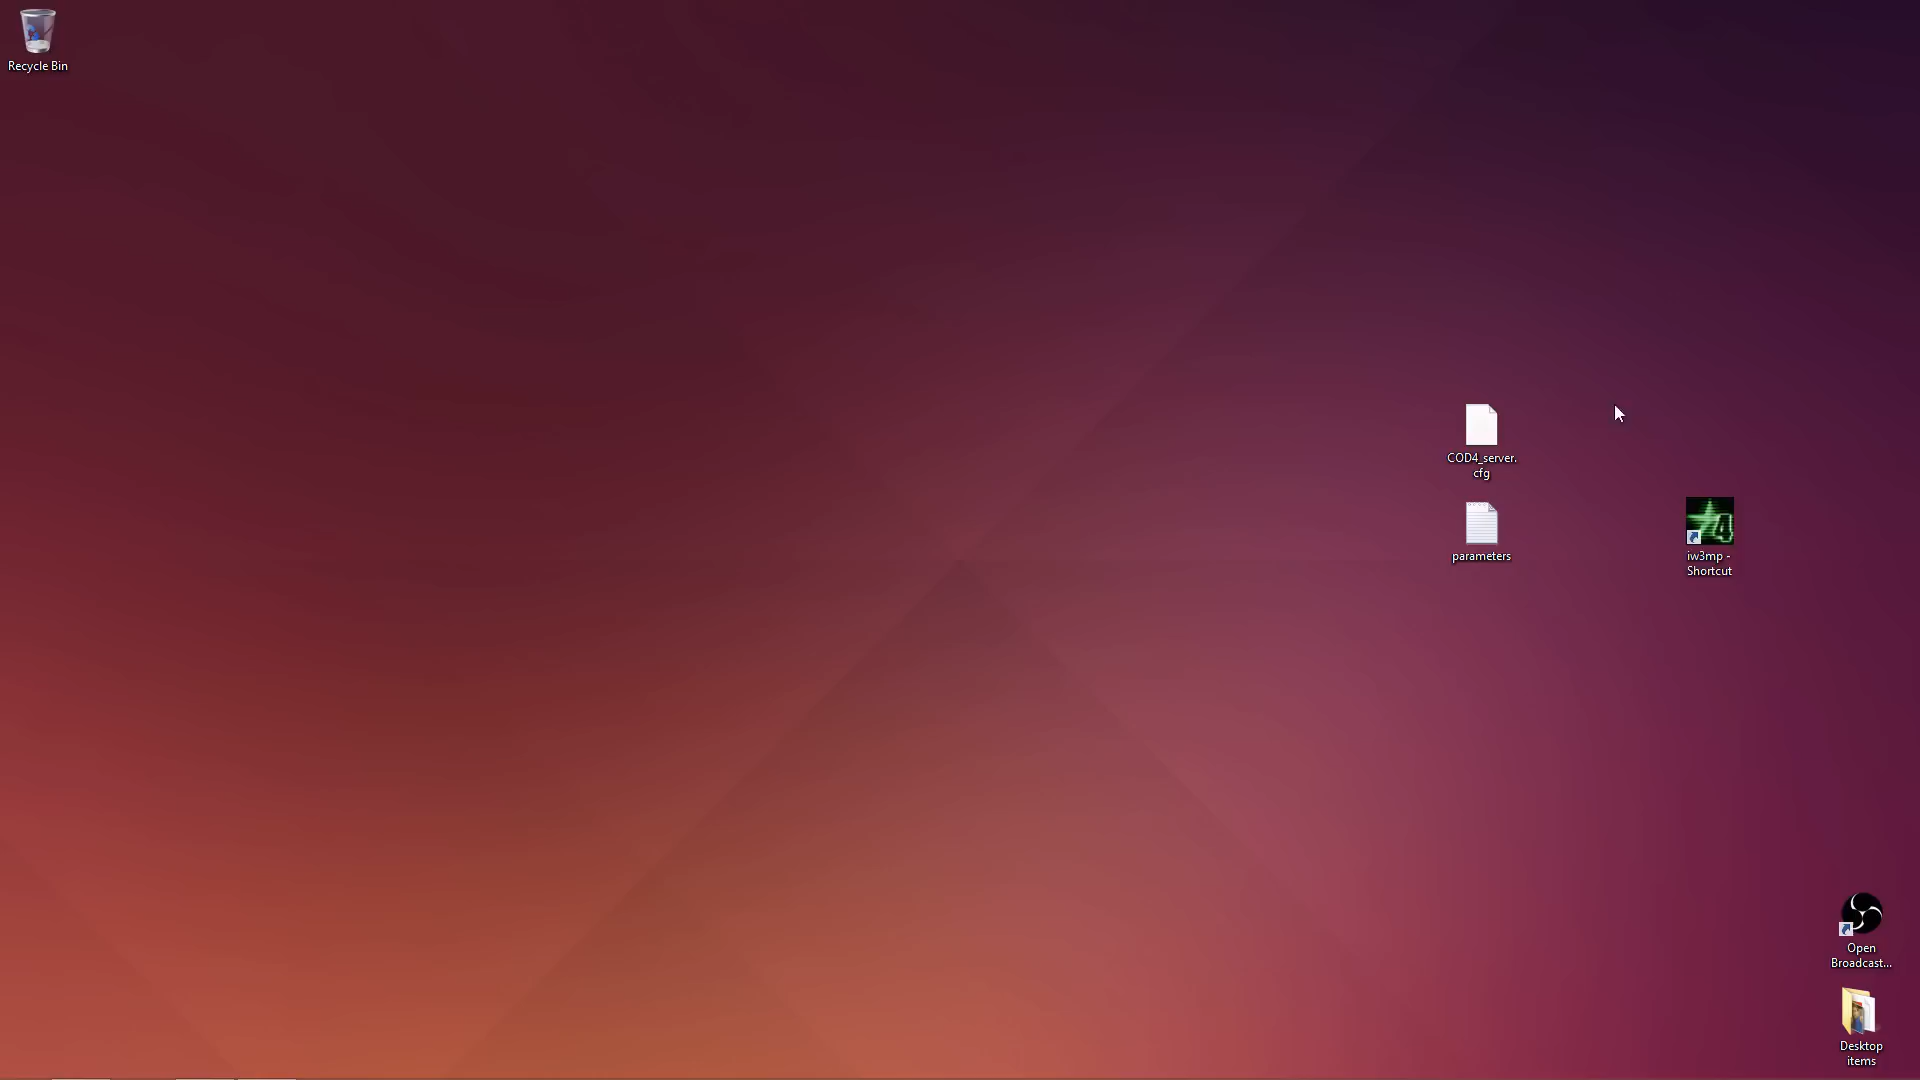 Recycle Bin
COD4_server.
cfg
parameters
iw3mp -
Shortcut
Open
Broadcast...
Desktop
items